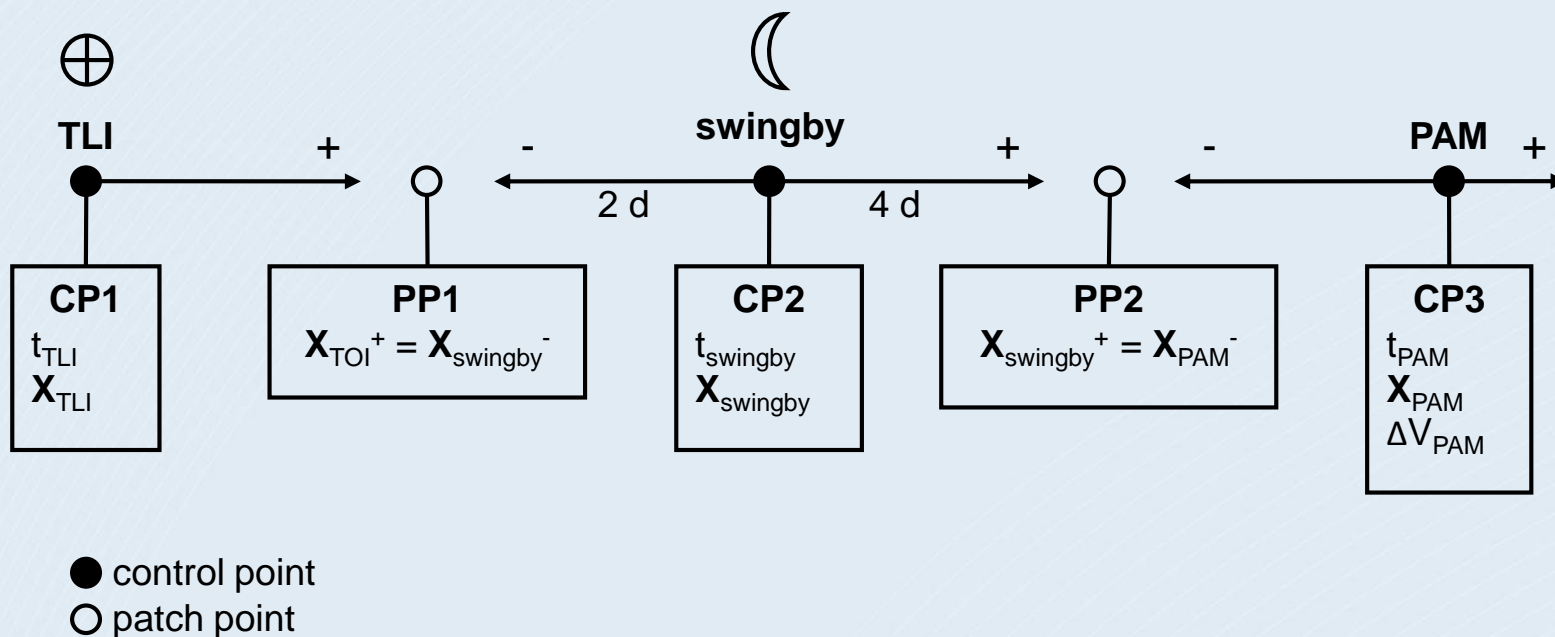 TLI
swingby
PAM
+
-
+
-
+
2 d
4 d
CP1
t_TLI
X_TLI
PP1
X_TOI^+ = X_swingby^-
CP2
t_swingby
X_swingby
PP2
X_swingby^+ = X_PAM^-
CP3
t_PAM
X_PAM
ΔV_PAM
control point
patch point